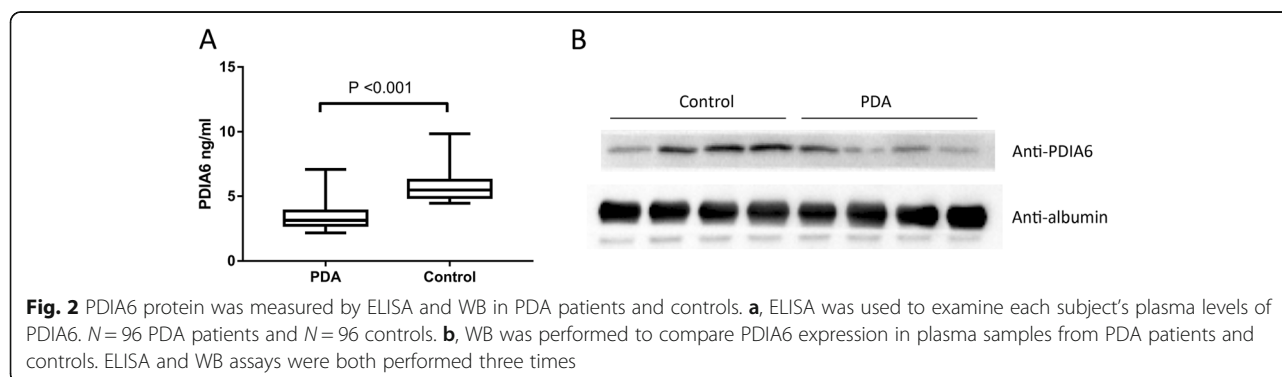 A
B
P <0.001
15
10
5
0
PDIA6 ng/ml
PDA
Control
Control
PDA
Anti-PDIA6
Anti-albumin
Fig. 2 PDIA6 protein was measured by ELISA and WB in PDA patients and controls. a, ELISA was used to examine each subject's plasma levels of
PDIA6. N = 96 PDA patients and N = 96 controls. b, WB was performed to compare PDIA6 expression in plasma samples from PDA patients and
controls. ELISA and WB assays were both performed three times